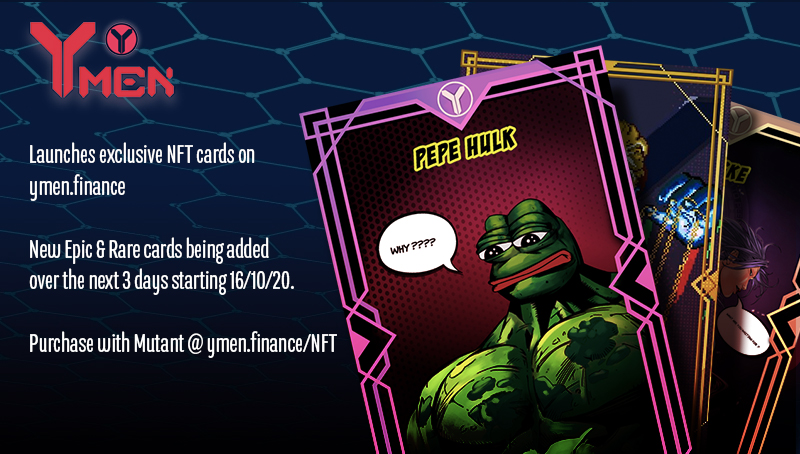 YMEN
Launches exclusive NFT cards on
ymen.finance
New Epic & Rare cards being added
over the next 3 days starting 16/10/20.
Purchase with Mutant @ ymen.finance/NFT
PEPE HULK
WHY ????